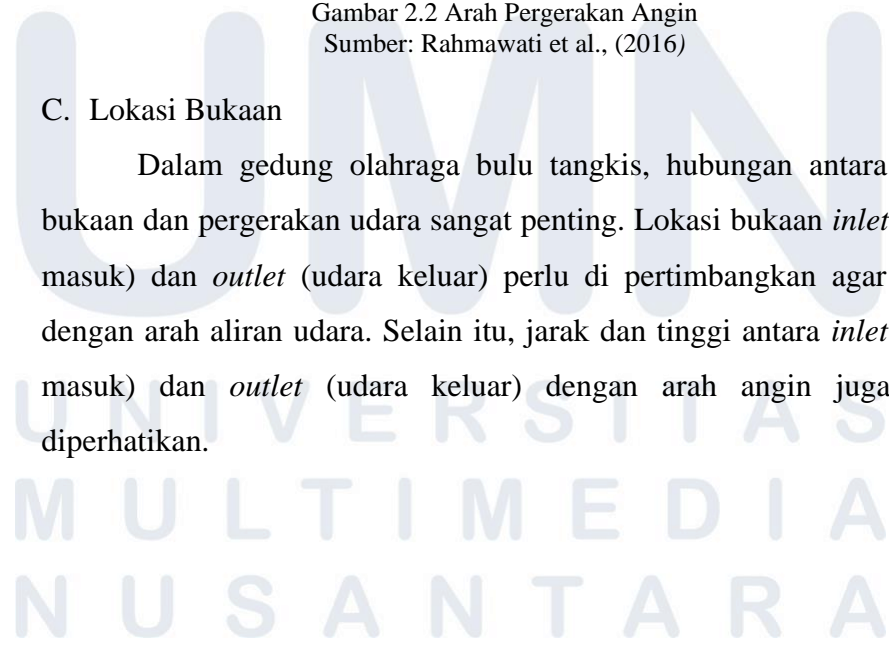 Gambar 2.2 Arah Pergerakan Angin
Sumber: Rahmawati et al., (2016)
C. Lokasi Bukaan
Dalam gedung olahraga bulu tangkis, hubungan antara
bukaan dan pergerakan udara sangat penting. Lokasi bukaan inlet
masuk) dan outlet (udara keluar) perlu di pertimbangkan agar
dengan arah aliran udara. Selain itu, jarak dan tinggi antara inlet
masuk) dan outlet (udara keluar) dengan arah angin juga
diperhatikan.
UMN
UNIVERSITAS
MULTIMEDIA
NUSANTARA